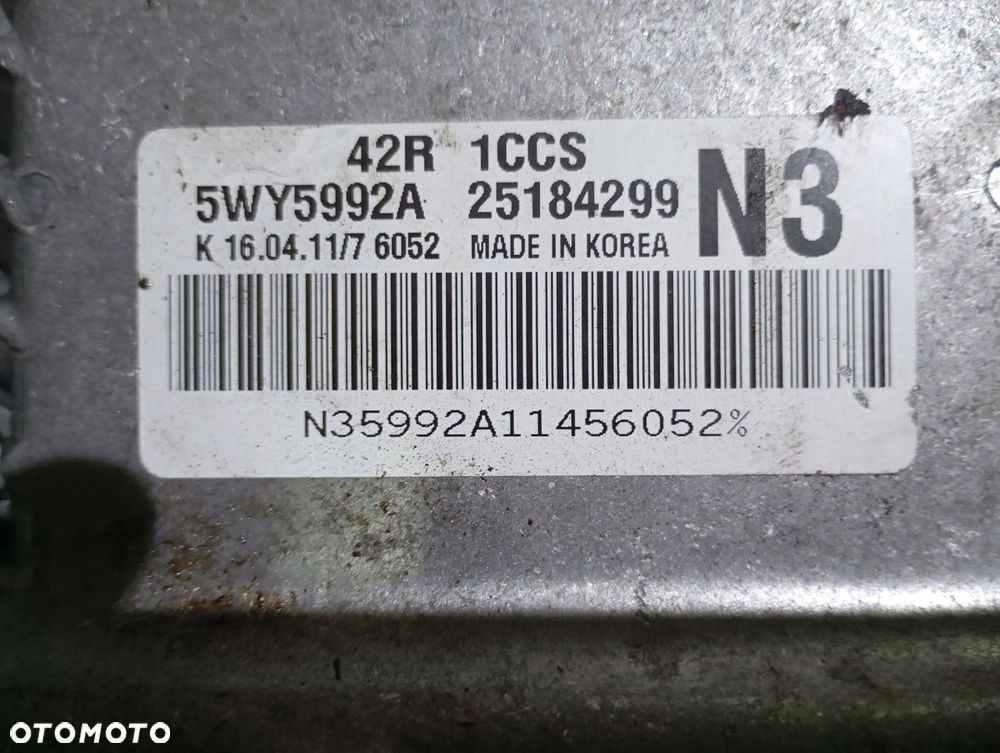 42R 1CCS
5WY5992A 25184299 N3
K 16.04.11/7 6052 MADE IN KOREA
N35992A11456052%
OTOMOTO